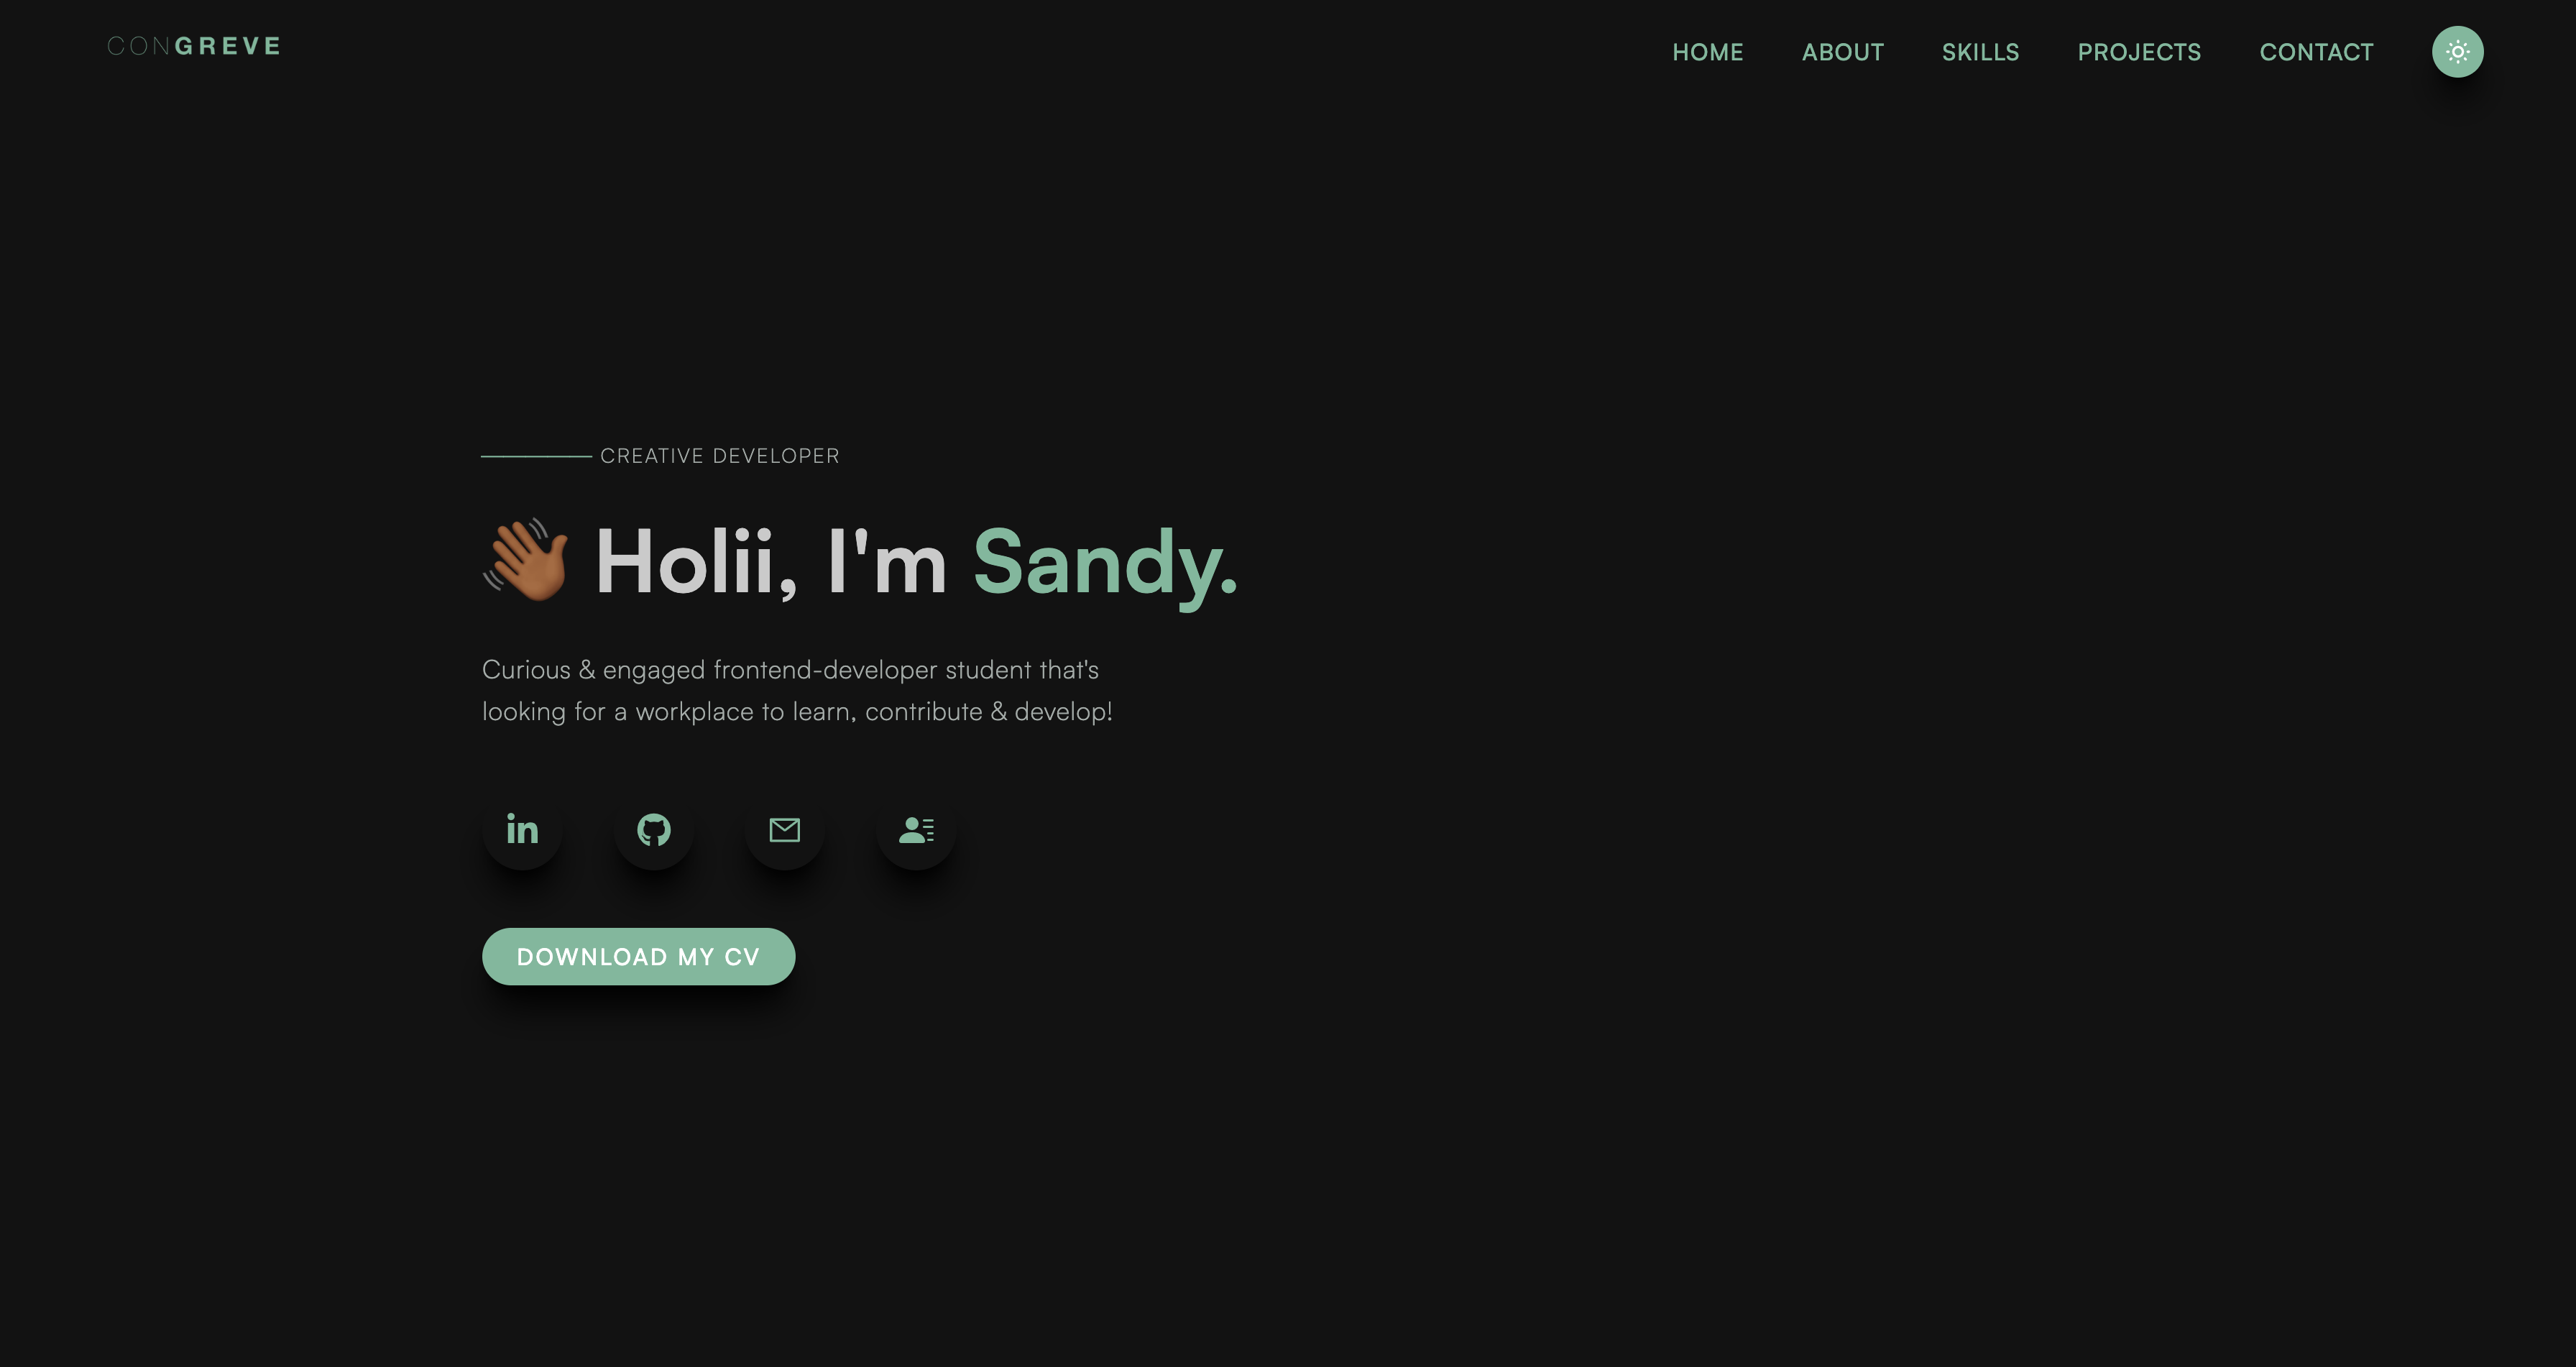 CONGREVE
HOME ABOUT SKILLS PROJECTS CONTACT
CREATIVE DEVELOPER
👋🏾 Holii, I'm Sandy.
Curious & engaged frontend-developer student that's
looking for a workplace to learn, contribute & develop!
in
DOWNLOAD MY CV